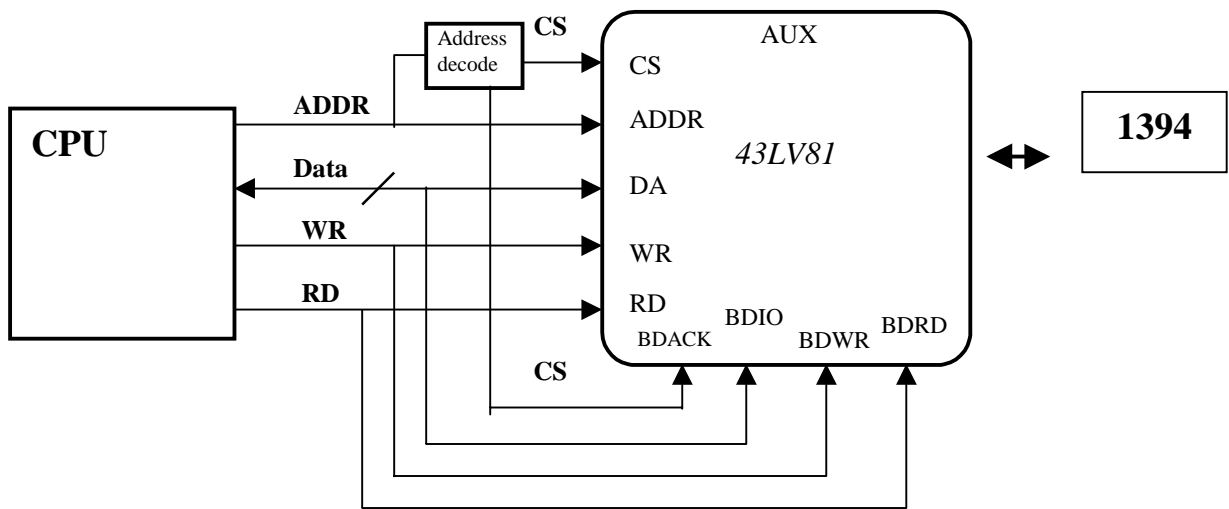 CS
Address
decode
AUX
CS
ADDR
ADDR
1394
CPU
43LV81
Data
DA
WR
WR
RD
RD
BDIO
BDRD
BDACK
BDWR
CS